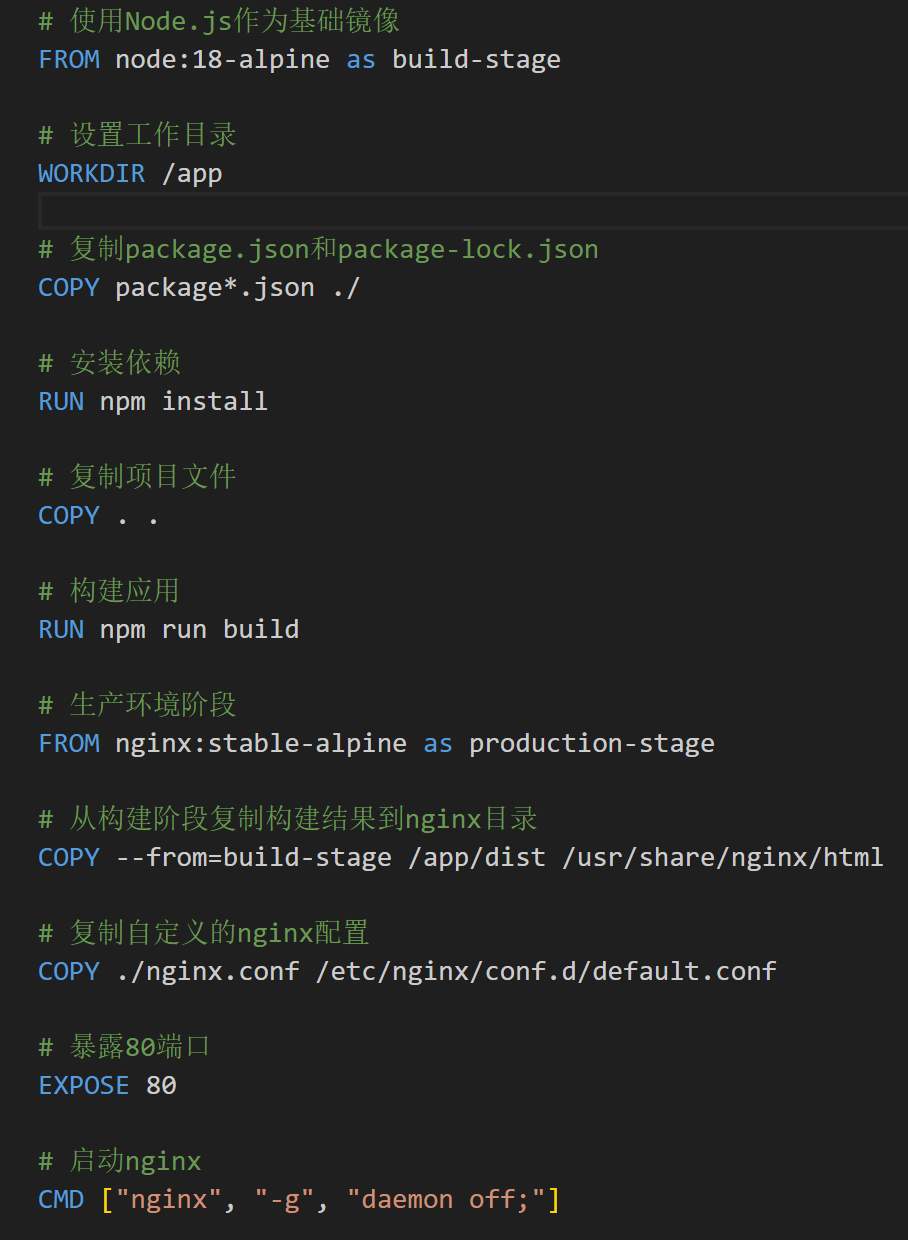 # 使用Node.js作为基础镜像
FROM node:18-alpine as build-stage
# 设置工作目录
WORKDIR /app
# 复制package.json和package-lock.json
COPY package*.json ./
# 安装依赖
RUN npm install
# 复制项目文件
COPY . .
# 构建应用
RUN npm run build
# 生产环境阶段
FROM nginx:stable-alpine as production-stage
# 从构建阶段复制构建结果到nginx目录
COPY --from=build-stage /app/dist /usr/share/nginx/html
# 复制自定义的nginx配置
COPY ./nginx.conf /etc/nginx/conf.d/default.conf
# 暴露80端口
EXPOSE 80
# 启动nginx
CMD ["nginx", "-g", "daemon off;"]